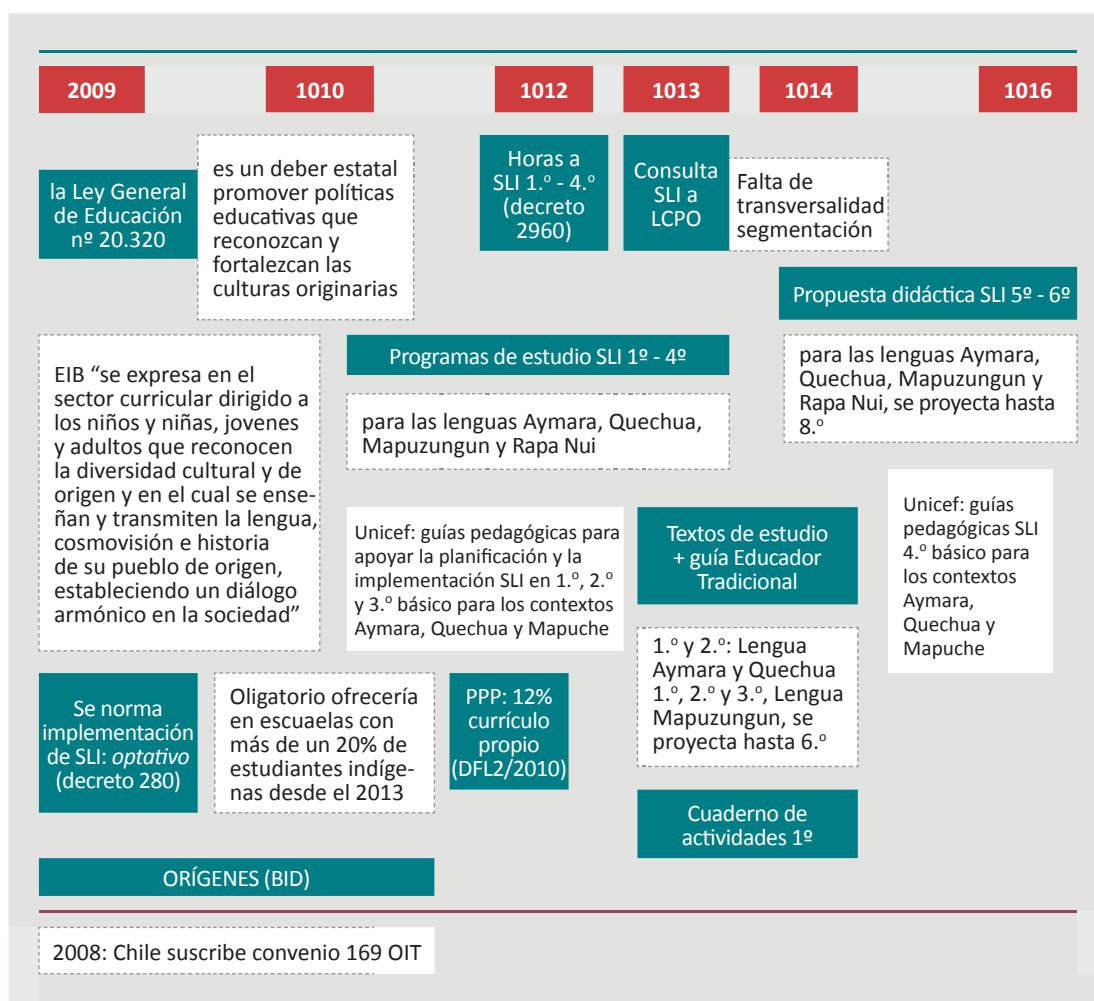 2009
1010
1012
1013
1014
1016
la Ley General
de Educación
nº 20.320
es un deber estatal
promover políticas
educativas que
reconozcan y
fortalezcan las
culturas originarias
Horas a
SLI 1.º - 4.º
(decreto
2960)
Consulta
SLI a
LCPO
Falta de
transversalidad
segmentación
Propuesta didáctica SLI 5º - 6º
para las lenguas Aymara,
Quechua, Mapuzungun y
Rapa Nui, se proyecta hasta
8.º
EIB “se expresa en el
sector curricular dirigido a
los niños y niñas, jovenes
y adultos que reconocen
la diversidad cultural y de
origen y en el cual se ense-
ñan y transmiten la lengua,
cosmovisión e historia
de su pueblo de origen,
estableciendo un diálogo
armónico en la sociedad”
Programas de estudio SLI 1º - 4º
para las lenguas Aymara, Quechua,
Mapuzungun y Rapa Nui
Unicef: guías pedagógicas para
apoyar la planificación y la
implementación SLI en 1.º, 2.º
y 3.º básico para los contextos
Aymara, Quechua y Mapuche
Textos de estudio
+ guía Educador
Tradicional
Unicef: guías
pedagógicas SLI
4.º básico para
los contextos
Aymara,
Quechua y
Mapuche
1.º y 2.º: Lengua
Aymara y Quechua
1.º, 2.º y 3.º, Lengua
Mapuzungun, se
proyecta hasta 6.º
Se norma
implementación
de SLI: optativo
(decreto 280)
Oligatorio ofrecería
en escuaelas con
más de un 20% de
estudiantes indíge-
nas desde el 2013
PPP: 12%
currículo
propio
(DFL2/2010)
Cuaderno de
actividades 1º
ORÍGENES (BID)
2008: Chile suscribe convenio 169 OIT